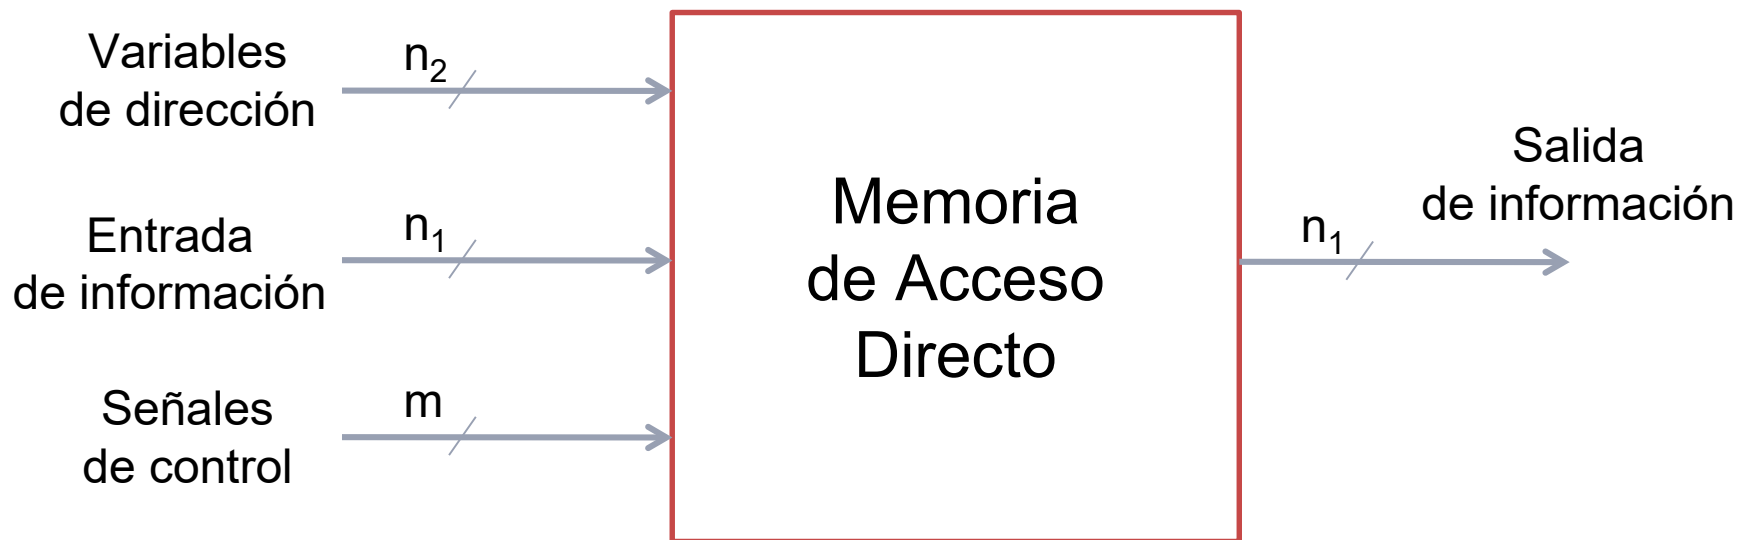 Variables
de dirección
n2
Entrada
de información
n1
Señales
de control
m
Memoria
de Acceso
Directo
Salida
de información
n1